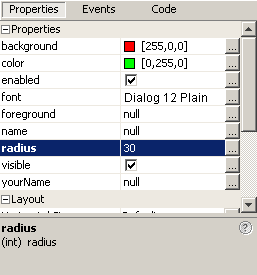 Properties Events Code
Properties
background [255,0,0] ...
color [0,255,0] ...
enabled ...
font Dialog 12 Plain ...
foreground null ...
name null ...
radius 30 ...
visible ...
yourName null ...
Layout
radius ?
(int) radius